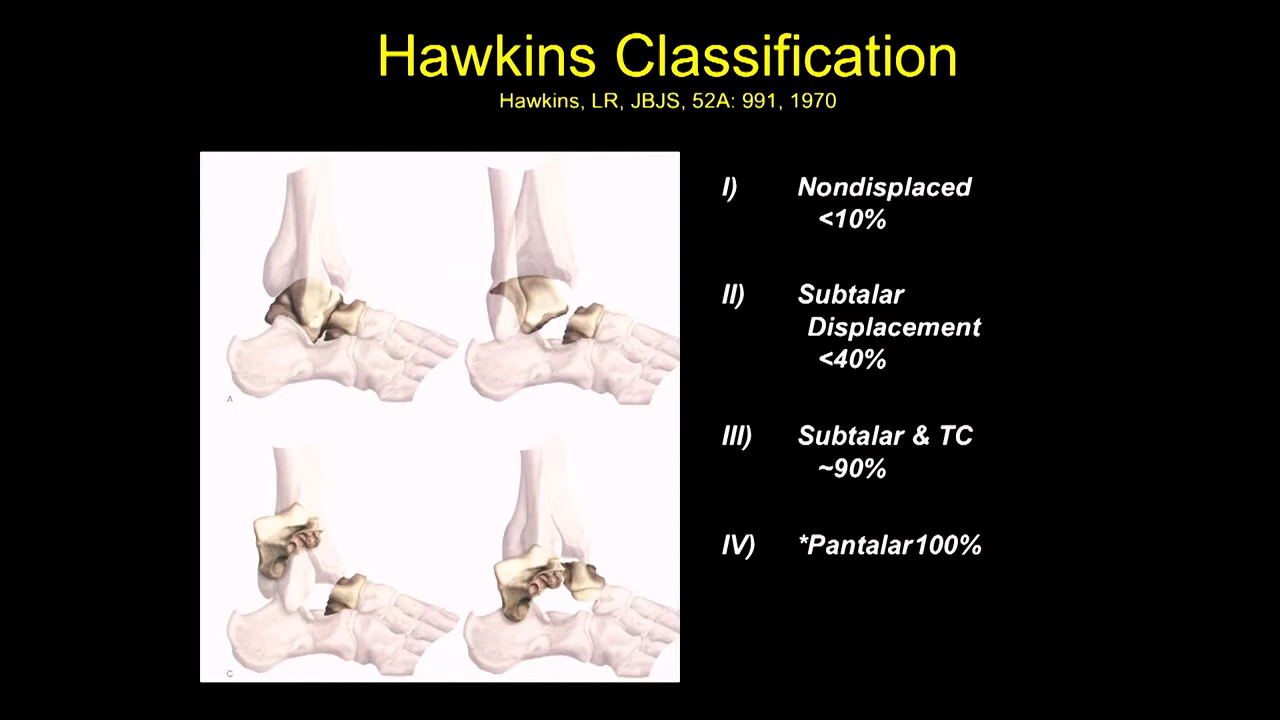 Hawkins Classification
Hawkins, LR, JBJS, 52A: 991, 1970
I) Nondisplaced
<10%
II) Subtalar
Displacement
<40%
III) Subtalar & TC
~90%
IV) *Pantalar100%
A
C